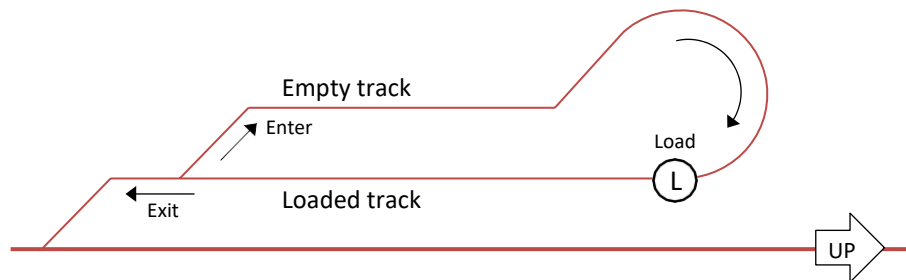 Empty track
Enter
Load
L
Exit
Loaded track
UP